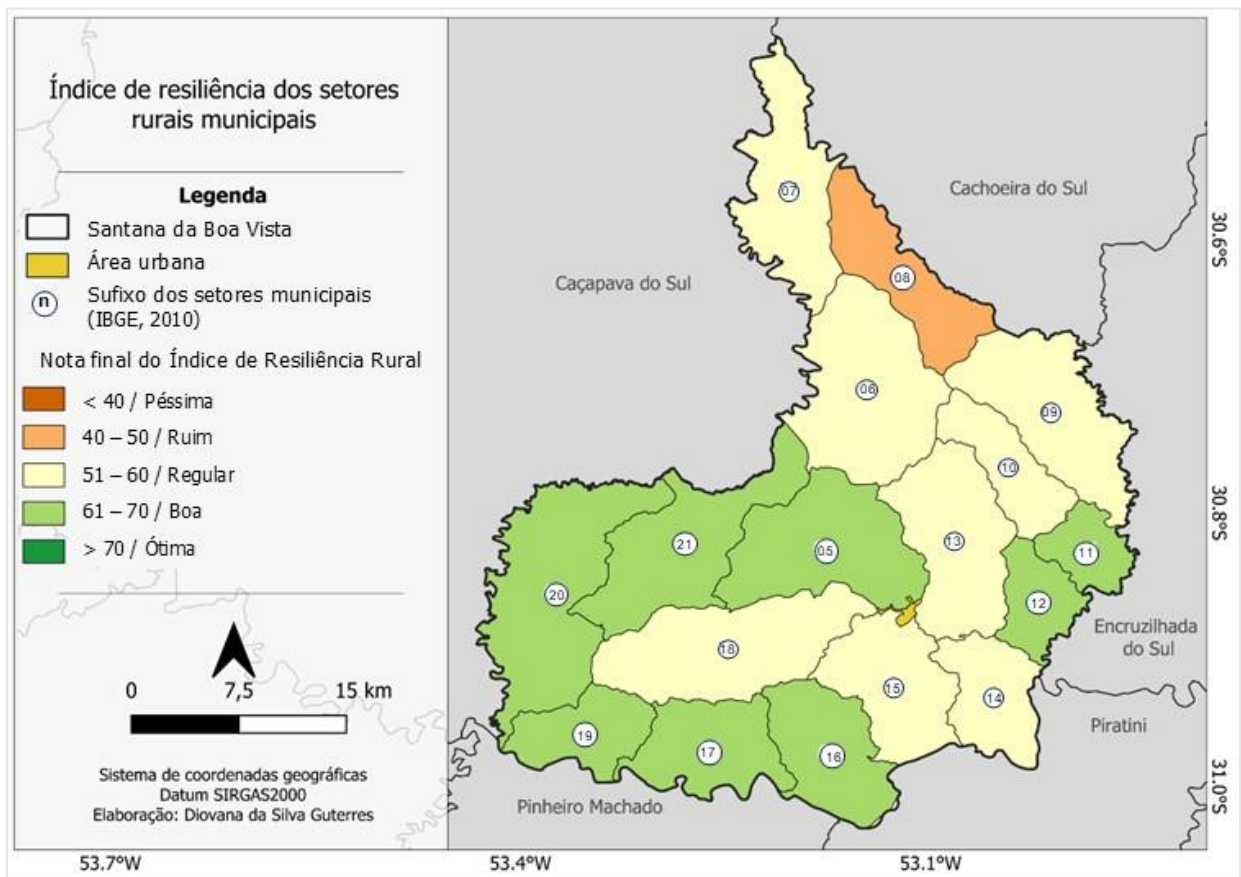 Índice de resiliência dos setores
rurais municipais
Legenda
Santana da Boa Vista
Área urbana
n
Sufixo dos setores municipais
(IBGE, 2010)
Nota final do Índice de Resiliência Rural
< 40 / Péssima
40 – 50 / Ruim
51 – 60 / Regular
61 – 70 / Boa
> 70 / Ótima
0 7,5 15 km
Sistema de coordenadas geográficas
Datum SIRGAS2000
Elaboração: Diovana da Silva Guterres
Cachoeira do Sul
Caçapava do Sul
Encruzilhada
do Sul
Piratini
Pinheiro Machado
07
08
06
09
10
21
05
13
11
20
12
18
15
14
19
17
16
30.6°S
30.8°S
31.0°S
53.7°W
53.4°W
53.1°W